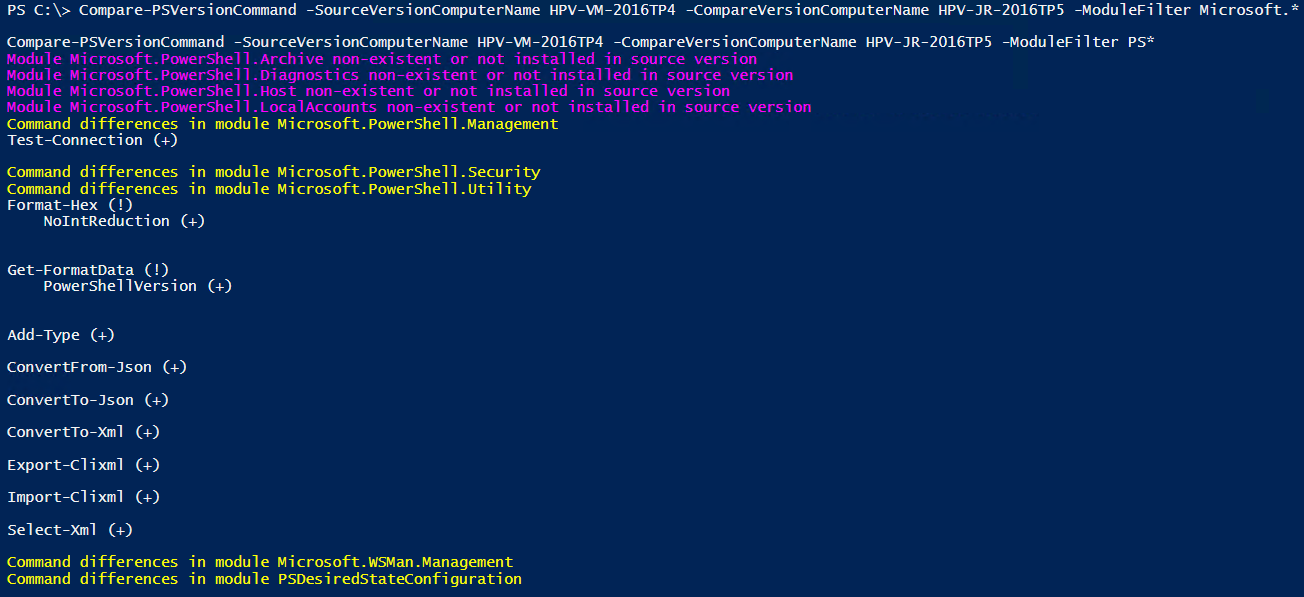 PS C:\> Compare-PSVersionCommand -SourceVersionComputerName HPV-VM-2016TP4 -CompareVersionComputerName HPV-JR-2016TP5 -ModuleFilter Microsoft.*
Compare-PSVersionCommand -SourceVersionComputerName HPV-VM-2016TP4 -CompareVersionComputerName HPV-JR-2016TP5 -ModuleFilter PS*
Module Microsoft.PowerShell.Archive non-existent or not installed in source version
Module Microsoft.PowerShell.Diagnostics non-existent or not installed in source version
Module Microsoft.PowerShell.Host non-existent or not installed in source version
Module Microsoft.PowerShell.LocalAccounts non-existent or not installed in source version
Command differences in module Microsoft.PowerShell.Management
Test-Connection (+)
Command differences in module Microsoft.PowerShell.Security
Command differences in module Microsoft.PowerShell.Utility
Format-Hex (!)
NoIntReduction (+)
Get-FormatData (!)
PowerShellVersion (+)
Add-Type (+)
ConvertFrom-Json (+)
ConvertTo-Json (+)
ConvertTo-Xml (+)
Export-Clixml (+)
Import-Clixml (+)
Select-Xml (+)
Command differences in module Microsoft.WSMan.Management
Command differences in module PSDesiredStateConfiguration